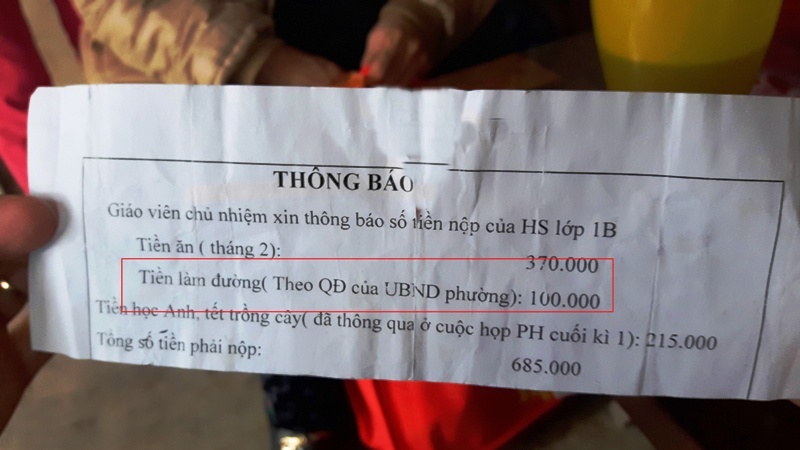 THÔNG BÁO
Giáo viên chủ nhiệm xin thông báo số tiền nộp của HS lớp 1B
Tiền ăn ( tháng 2): 370.000
Tiền làm đường( Theo QĐ của UBND phường): 100.000
Tiền học Anh, tết trồng cây( đã thông qua ở cuộc họp PH cuối kì 1): 215.000
Tổng số tiền phải nộp: 685.000